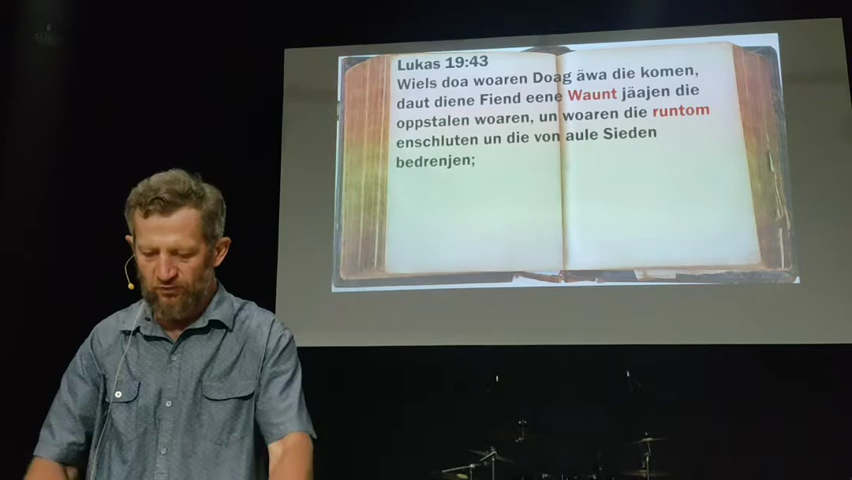 Lukas 19:43
Wiels doa woaren Doag äwa die komen,
daut diene Fiend eene Waunt jäajen die
oppstalen woaren, un woaren die runtom
enschluten un die von aule Sieden
bedrenjen;